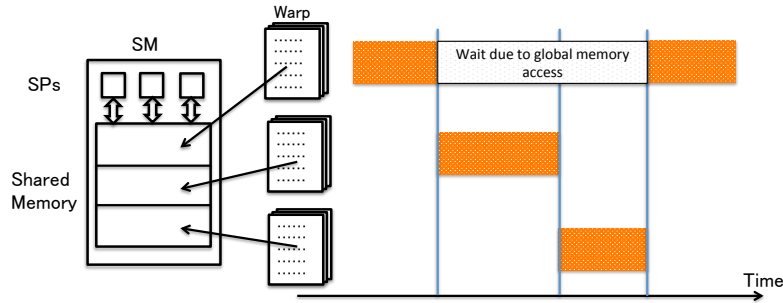 SM
Warp
SPs
Wait due to global memory
access
Shared
Memory
Time